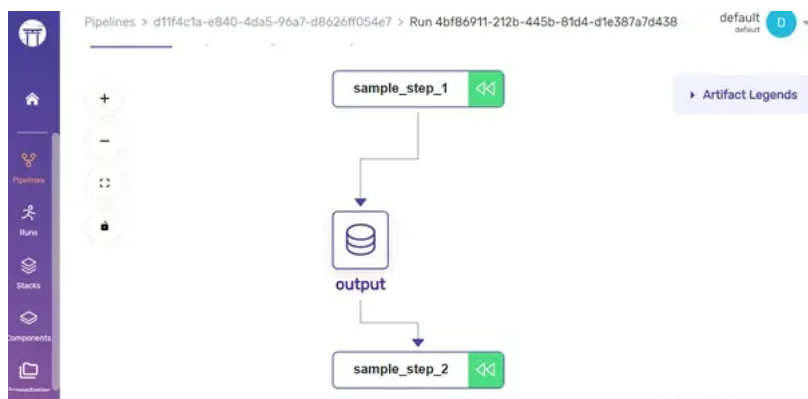 Pipelines > d11f4c1a-e840-4da5-96a7-d8626ff054e7 > Run 4bf86911-212b-445b-81d4-d1e387a7d438
default
default
D
Pipelines
Runs
Stacks
Components
sample_step_1
Artifact Legends
output
sample_step_2